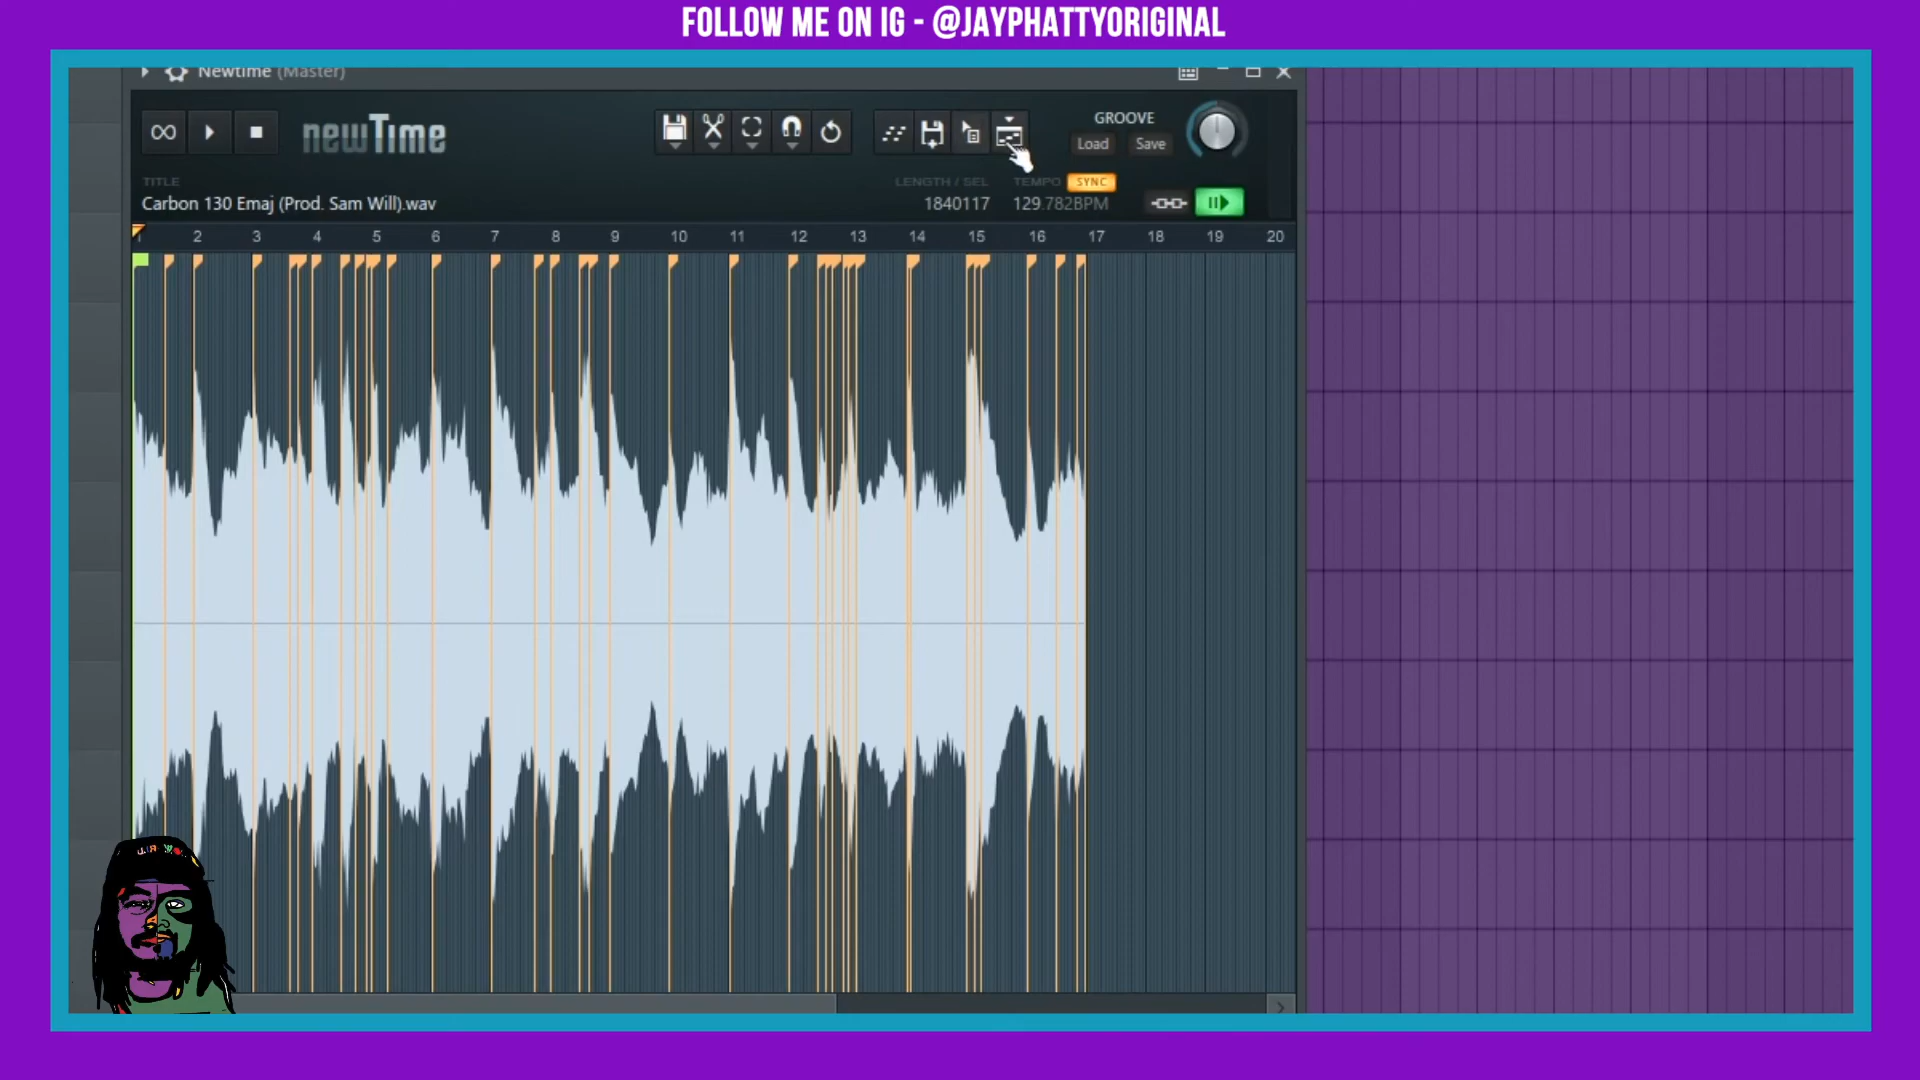 FOLLOW ME ON IG - @JAYPHATTYORIGINAL
Newtime (Master)
newTime
GROOVE
Load Save
TITLE
LENGTH / SEL
TEMPO SYNC
Carbon 130 Emaj (Prod. Sam Will).wav
1840117
129.782BPM
1 2 3 4 5 6 7 8 9 10 11 12 13 14 15 16 17 18 19 20